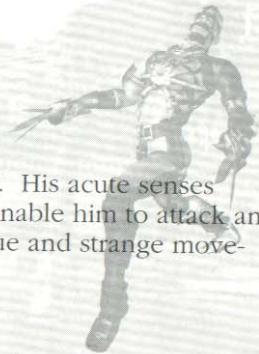 . His acute senses
nable him to attack an
ue and strange move-